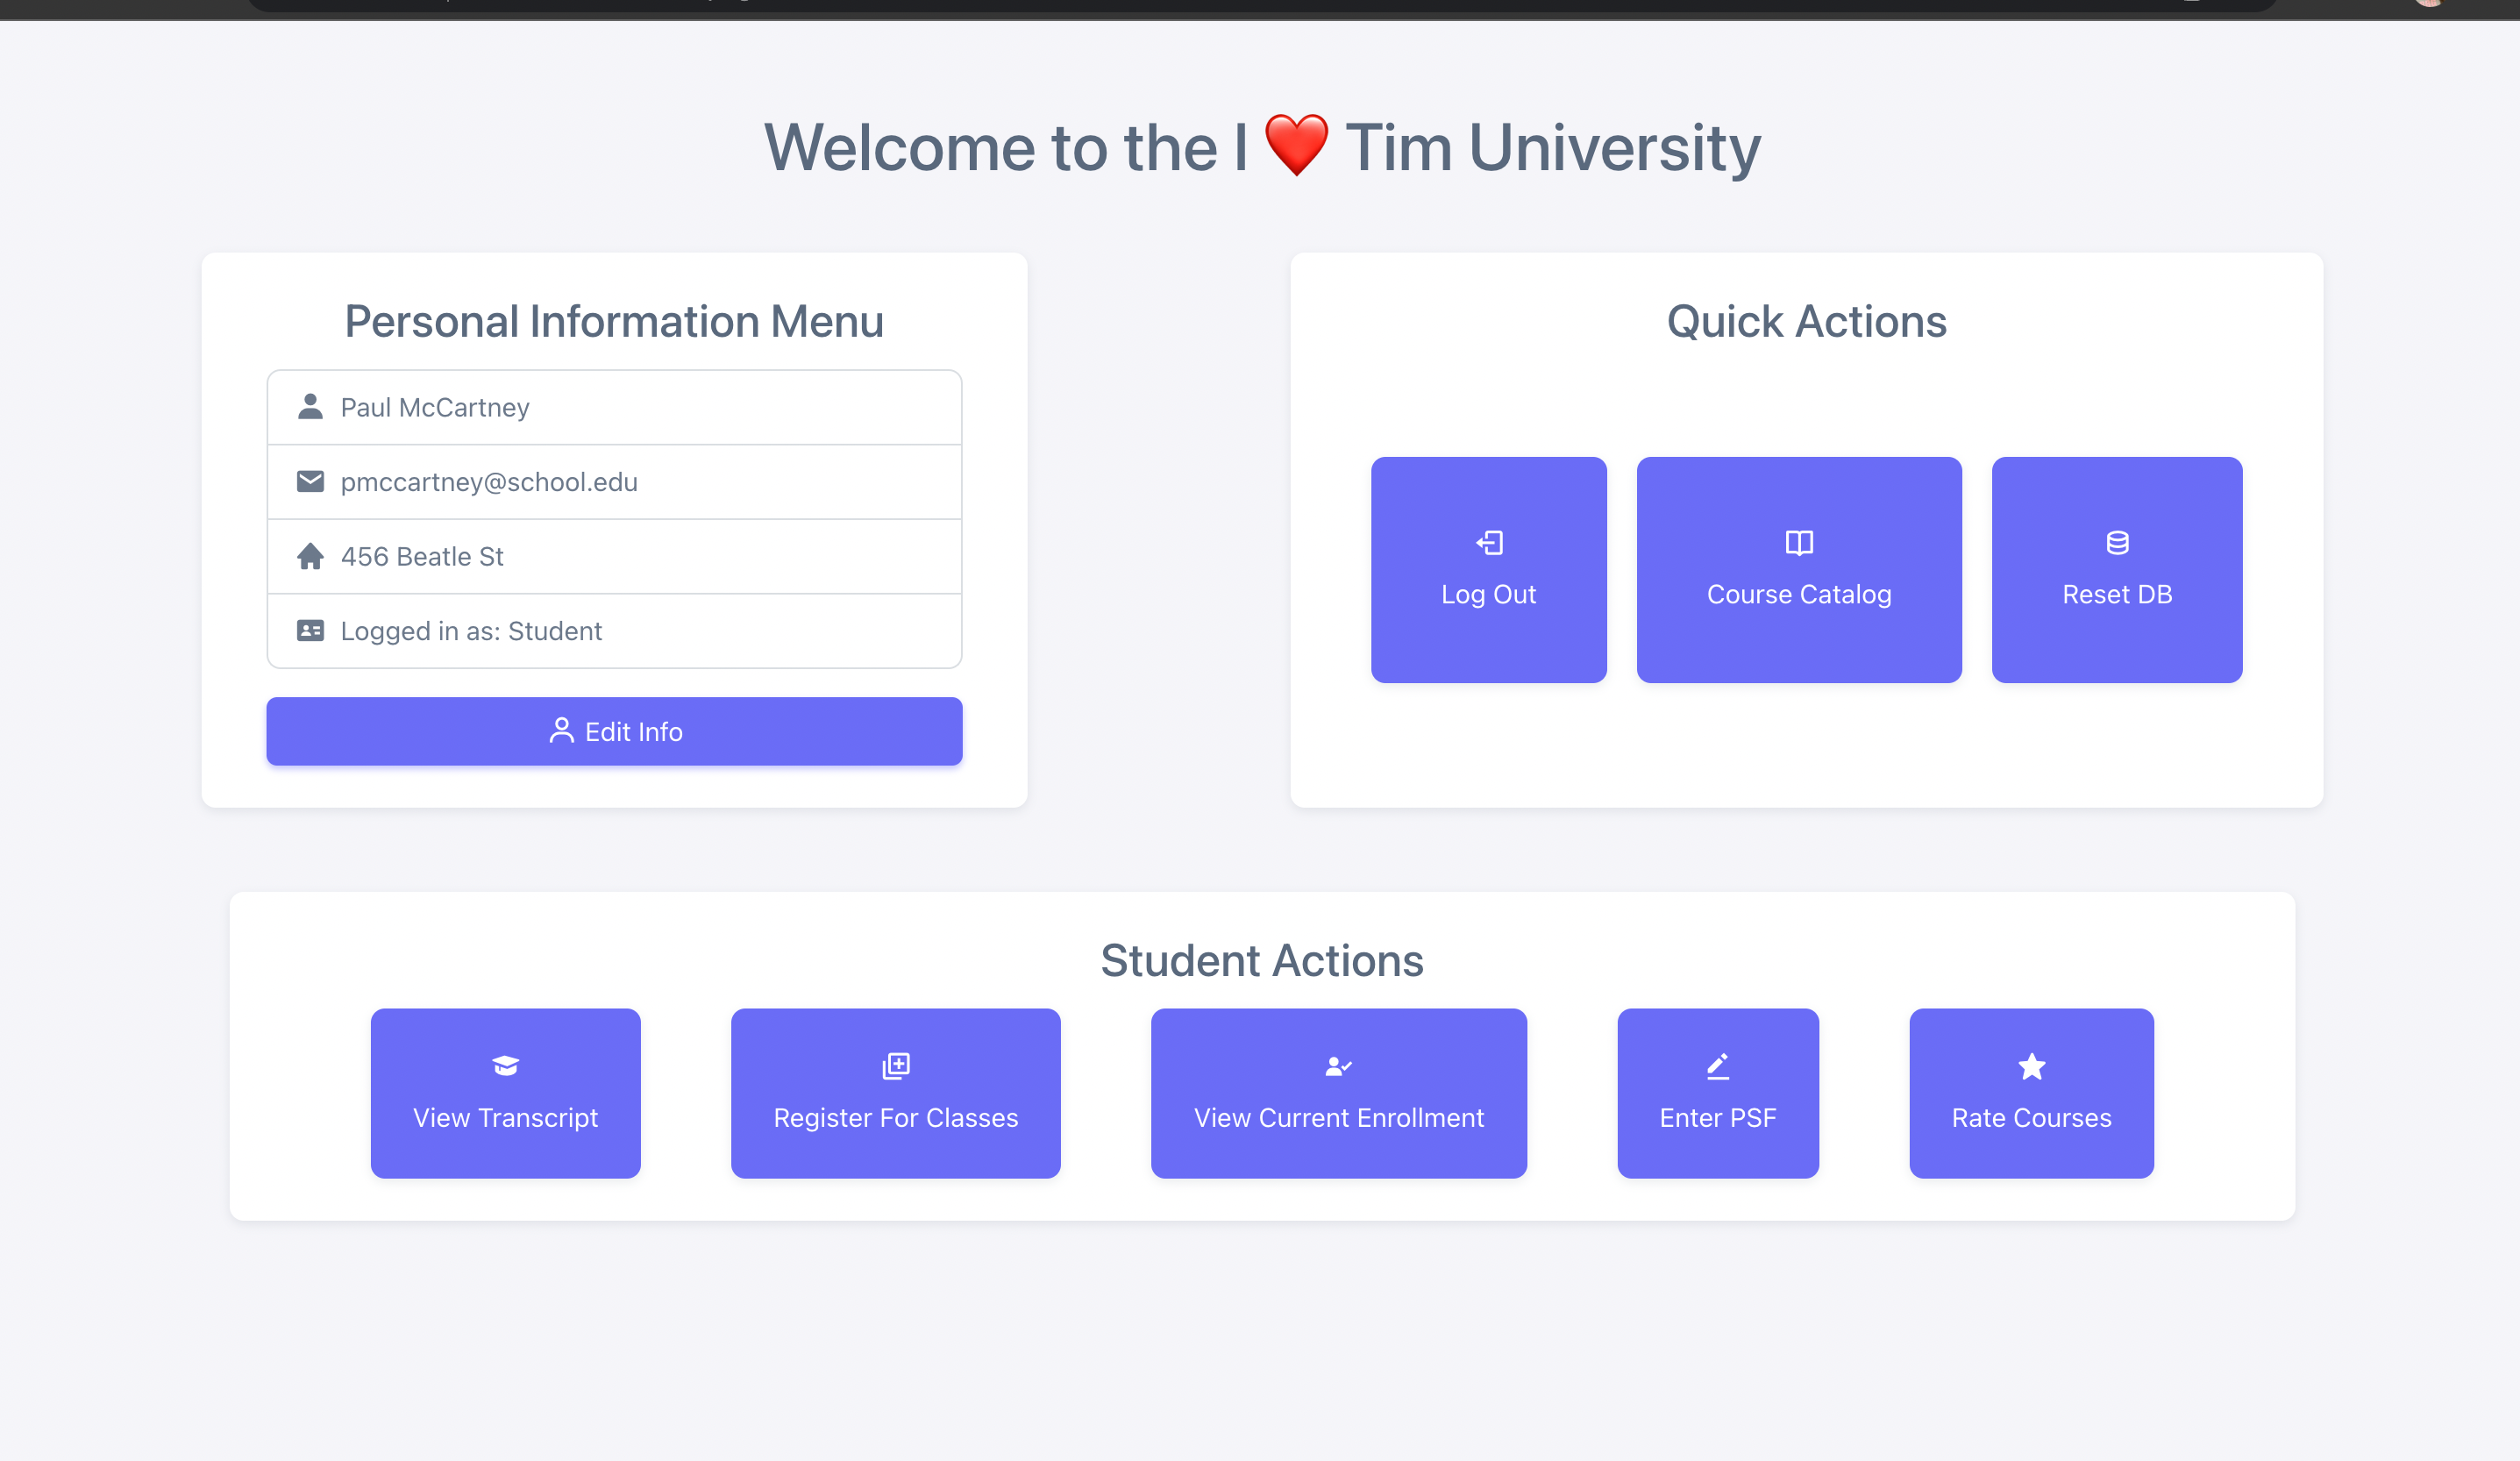 Welcome to the I ❤️ Tim University
Personal Information Menu
Paul McCartney
pmccartney@school.edu
456 Beatle St
Logged in as: Student
Edit Info
Quick Actions
Log Out
Course Catalog
Reset DB
Student Actions
View Transcript
Register For Classes
View Current Enrollment
Enter PSF
Rate Courses